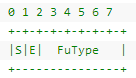 0 1 2 3 4 5 6 7
+-+-+-+-+-+-+-+-+
|S|E|  FuType   |
+---------------+